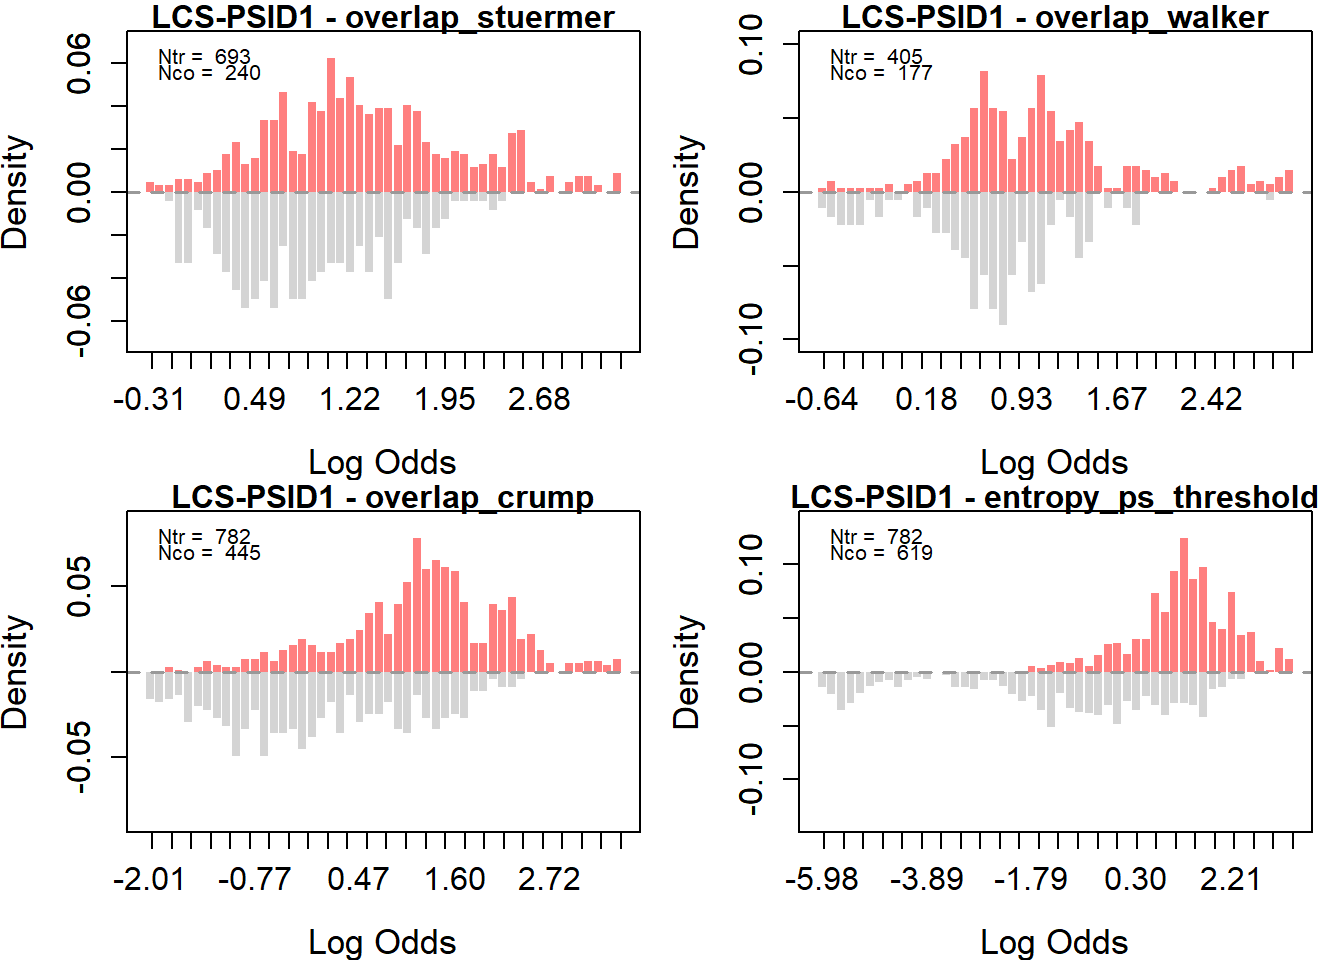 LCS-PSID1 - overlap_stuermer
Ntr = 693
Nco = 240
Density
0.06
0.00
-0.06
-0.31 0.49 1.22 1.95 2.68
Log Odds
LCS-PSID1 - overlap_walker
Ntr = 405
Nco = 177
Density
0.10
0.00
-0.10
-0.64 0.18 0.93 1.67 2.42
Log Odds
LCS-PSID1 - overlap_crump
Ntr = 782
Nco = 445
Density
0.05
-0.05
-2.01 -0.77 0.47 1.60 2.72
Log Odds
LCS-PSID1 - entropy_ps_threshold
Ntr = 782
Nco = 619
Density
0.10
0.00
-0.10
-5.98 -3.89 -1.79 0.30 2.21
Log Odds